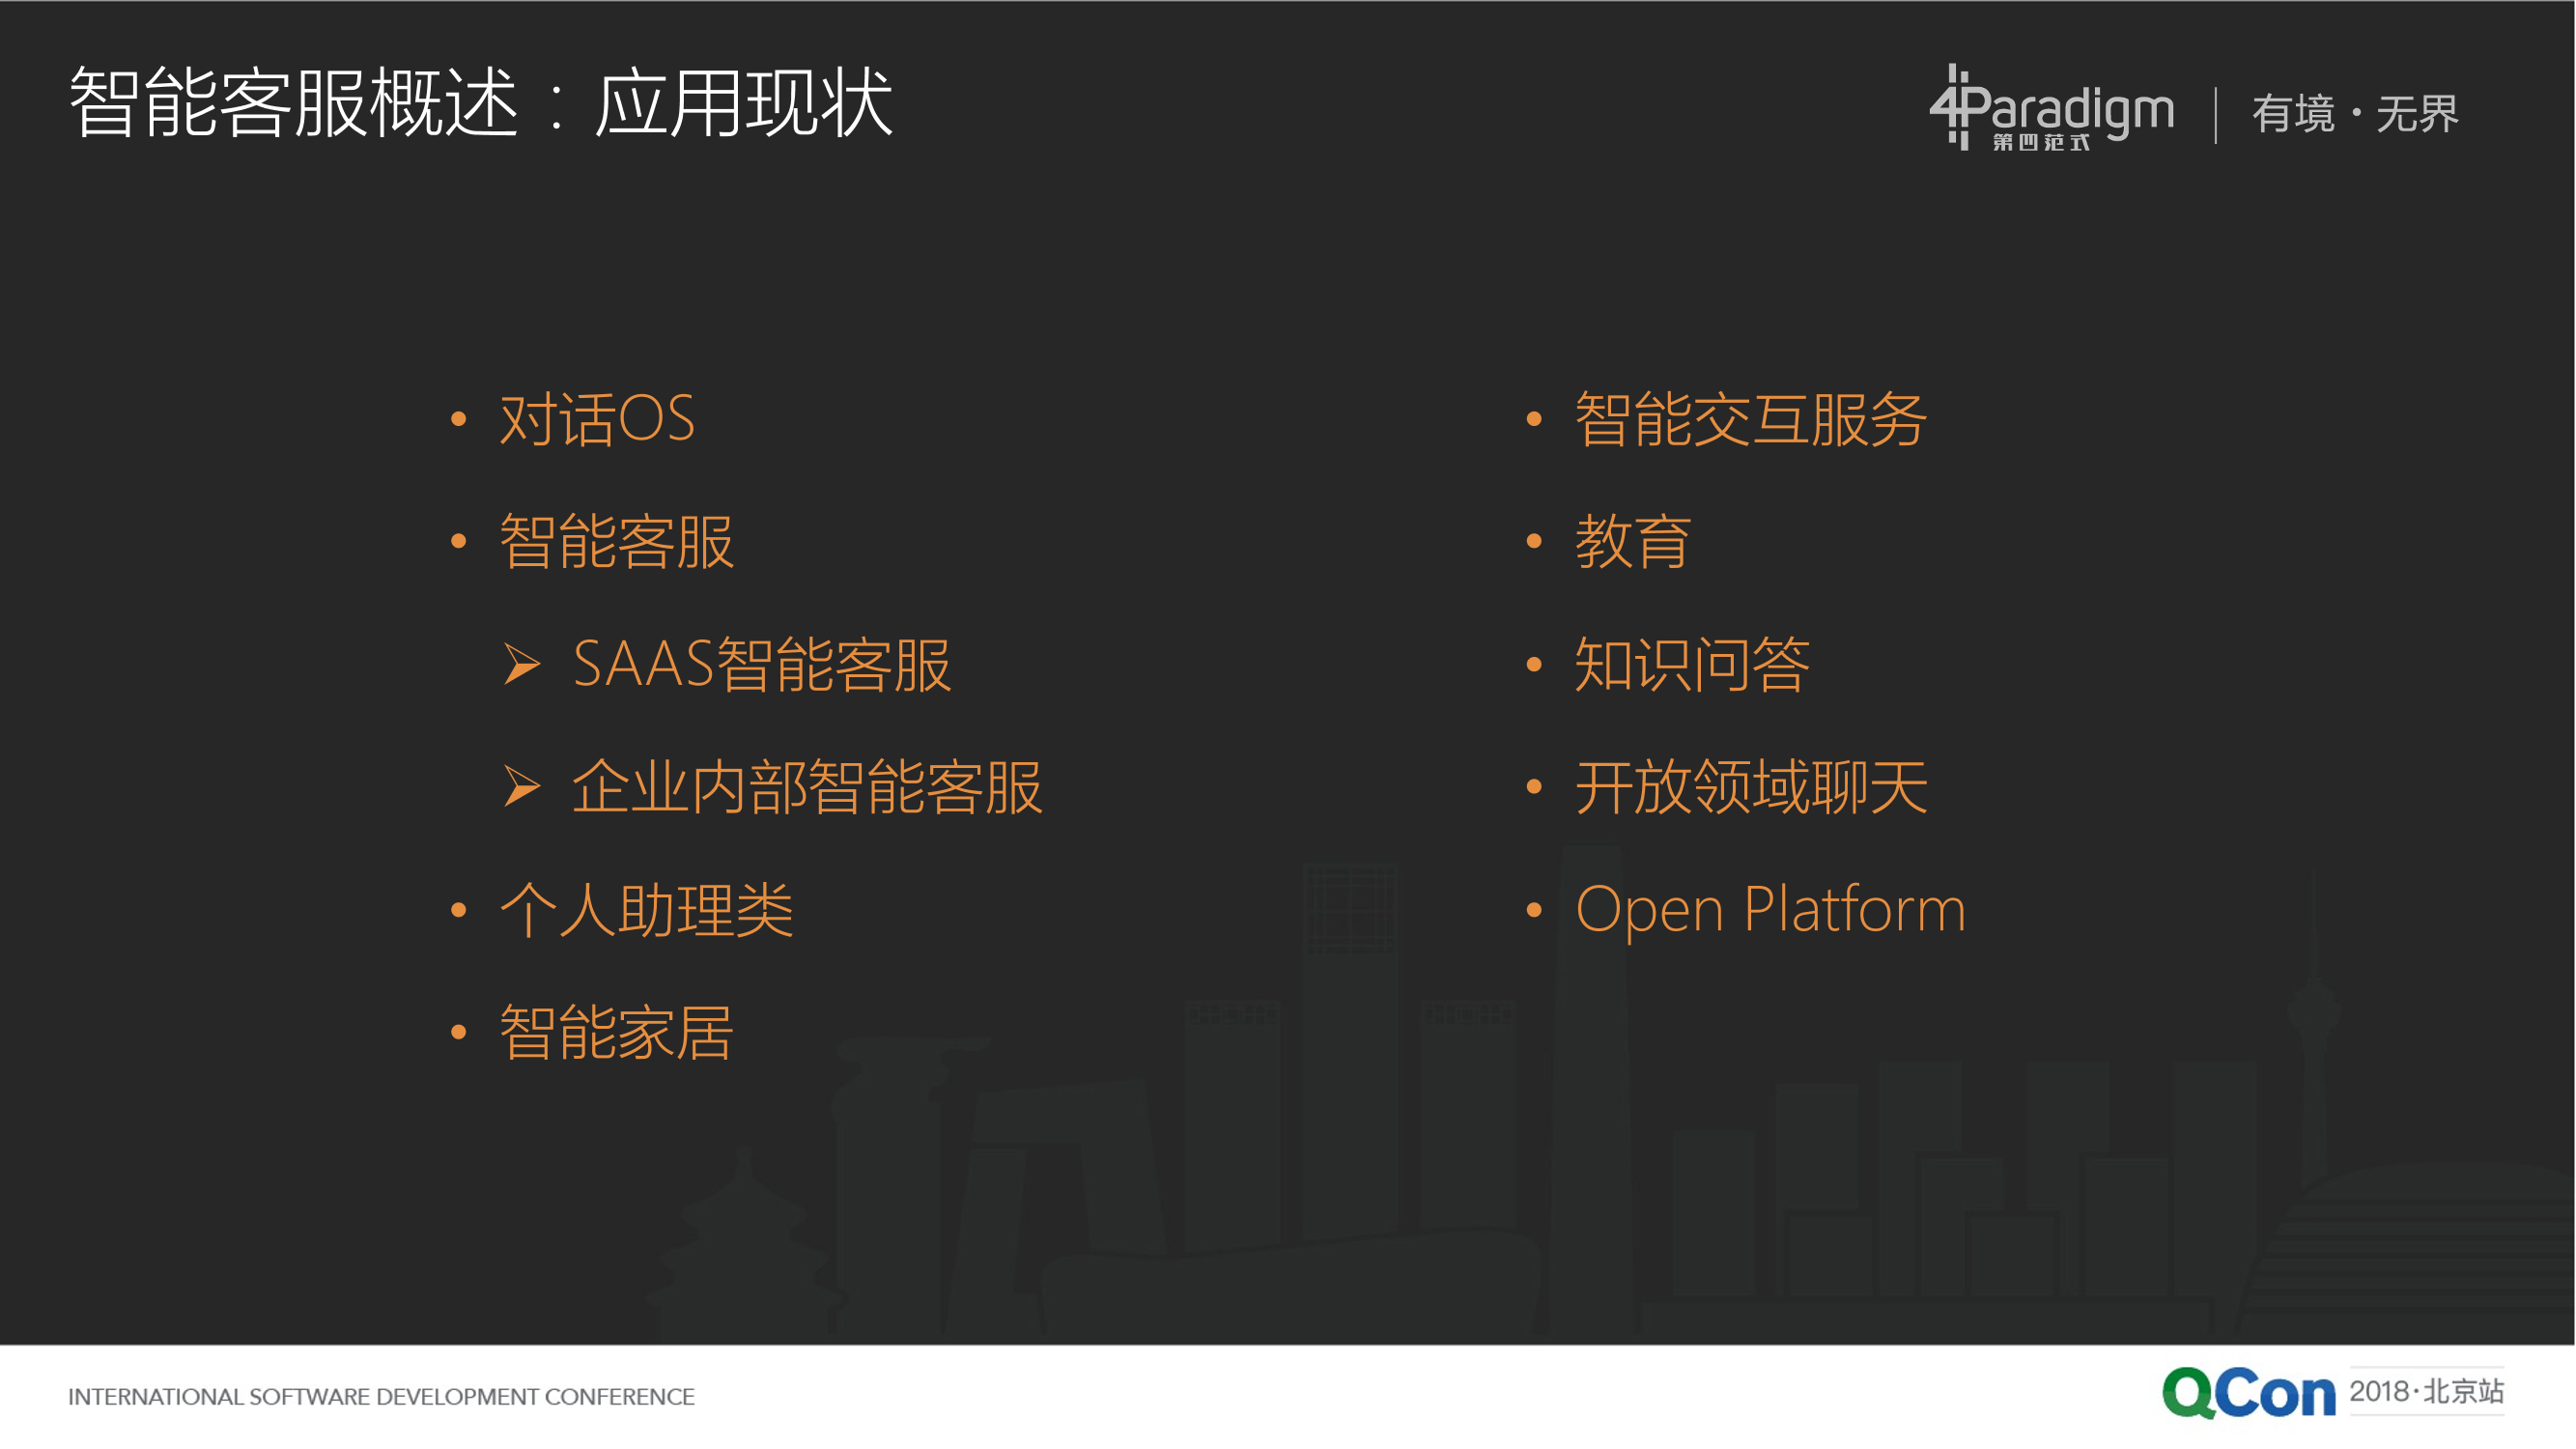 智能客服概述：应用现状
4Paradigm
第四范式
有境·无界
• 对话OS
• 智能客服
➢ SAAS智能客服
➢ 企业内部智能客服
• 个人助理类
• 智能家居
• 智能交互服务
• 教育
• 知识问答
• 开放领域聊天
• Open Platform
INTERNATIONAL SOFTWARE DEVELOPMENT CONFERENCE
QCon 2018·北京站